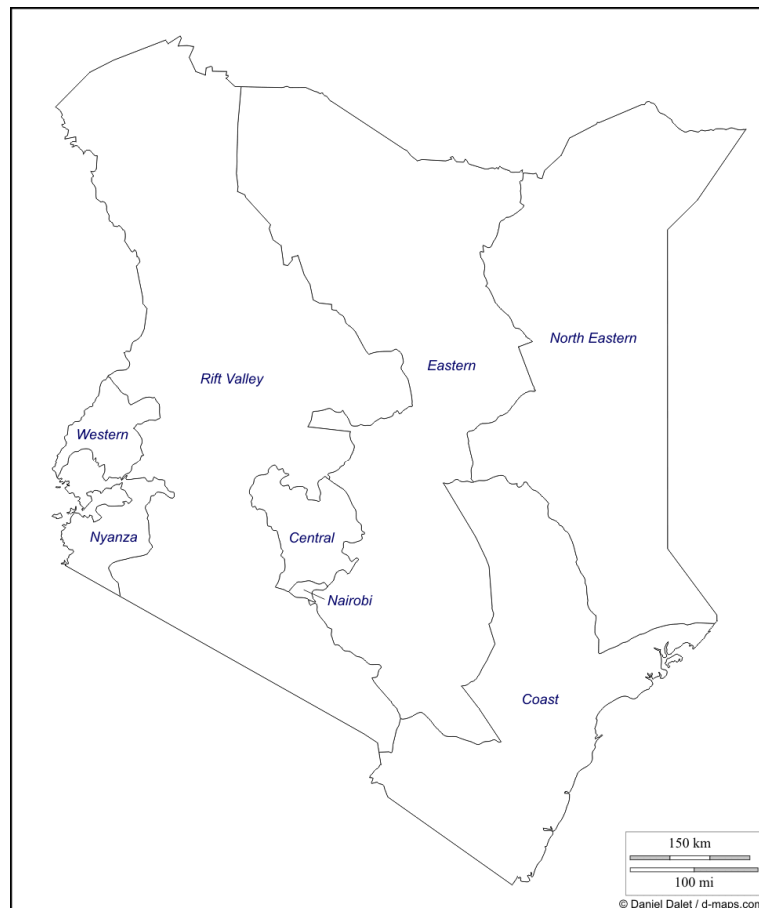 North Eastern
Eastern
Rift Valley
Western
Nyanza
Central
Nairobi
Coast
150 km
100 mi
© Daniel Dalet / d-maps.com